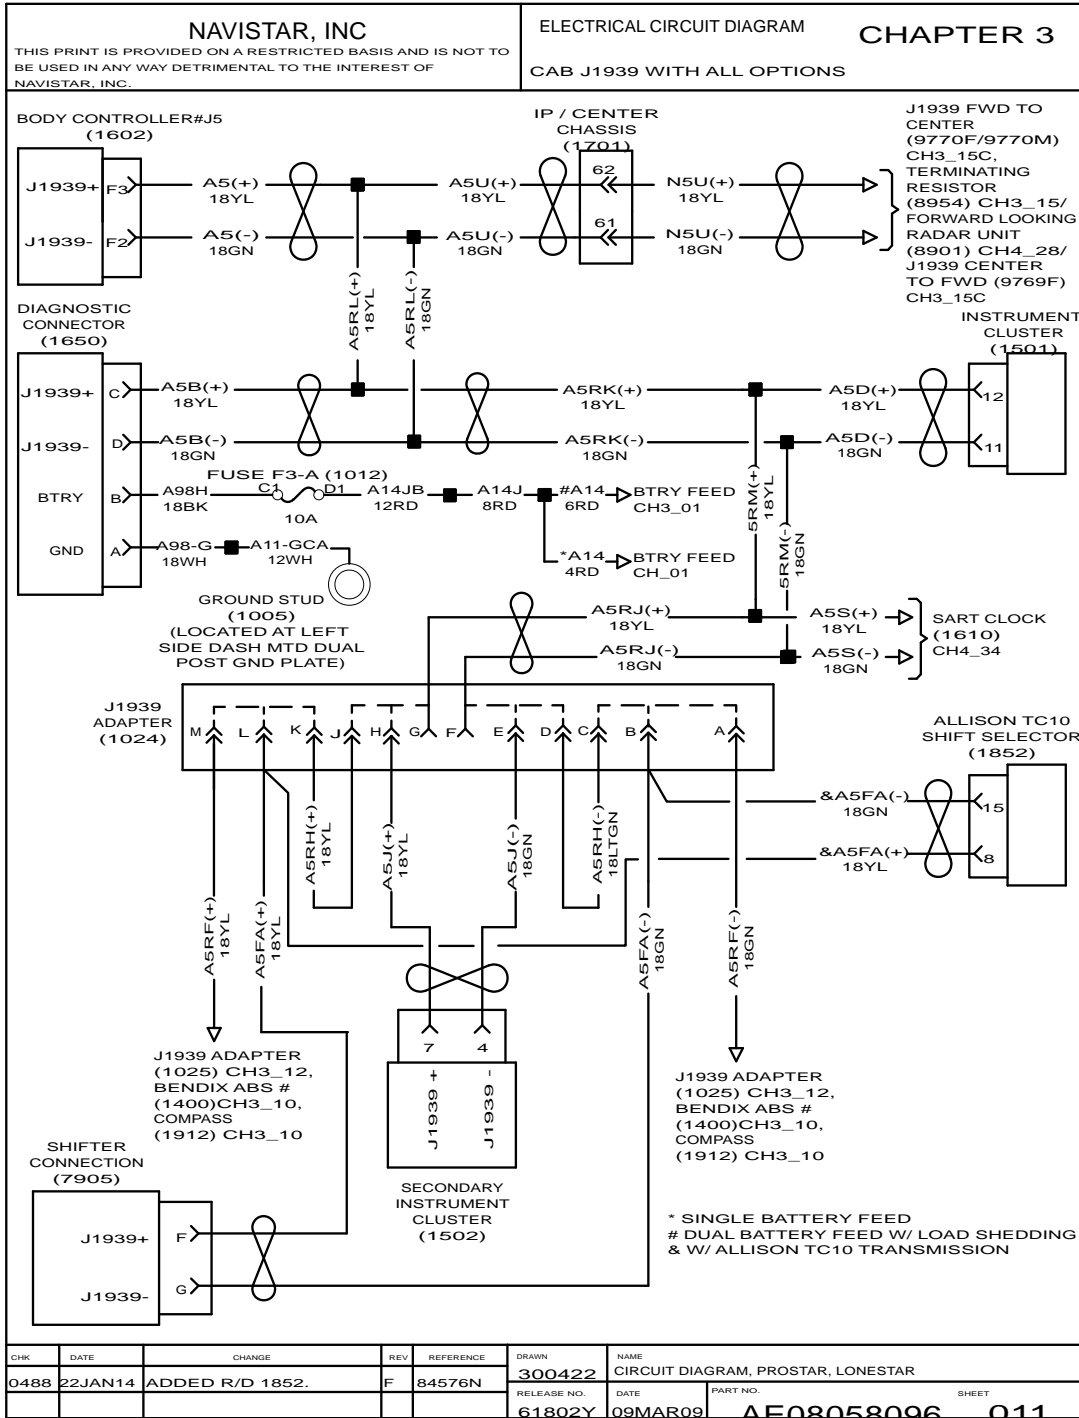 NAVISTAR, INC
THIS PRINT IS PROVIDED ON A RESTRICTED BASIS AND IS NOT TO
BE USED IN ANY WAY DETRIMENTAL TO THE INTEREST OF
NAVISTAR, INC.
ELECTRICAL CIRCUIT DIAGRAM
CHAPTER 3
CAB J1939 WITH ALL OPTIONS
BODY CONTROLLER#J5
(1602)
J1939+
F3
J1939-
F2
A5(+)
18YL
A5(-)
18GN
A5U(+)
18YL
A5U(-)
18GN
IP / CENTER
CHASSIS
(1701)
62
61
N5U(+)
18YL
N5U(-)
18GN
J1939 FWD TO
CENTER
(9770F/9770M)
CH3_15C,
TERMINATING
RESISTOR
(8954) CH3_15/
FORWARD LOOKING
RADAR UNIT
(8901) CH4_28/
J1939 CENTER
TO FWD (9769F)
CH3_15C
A5RL(+)
18YL
A5RL(-)
18GN
DIAGNOSTIC
CONNECTOR
(1650)
J1939+
C
J1939-
D
BTRY
B
GND
A
A5B(+)
18YL
A5B(-)
18GN
A5RK(+)
18YL
A5RK(-)
18GN
A5D(+)
18YL
A5D(-)
18GN
INSTRUMENT
CLUSTER
(1501)
12
11
FUSE F3-A (1012)
A98H
18BK
C1
D1
10A
A14JB
12RD
A14J
8RD
#A14
6RD
BTRY FEED
CH3_01
*A14
4RD
BTRY FEED
CH_01
A98-G
18WH
A11-GCA
12WH
GROUND STUD
(1005)
(LOCATED AT LEFT
SIDE DASH MTD DUAL
POST GND PLATE)
5RM(+)
18YL
5RM(-)
18GN
A5RJ(+)
18YL
A5RJ(-)
18GN
A5S(+)
18YL
A5S(-)
18GN
SART CLOCK
(1610)
CH4_34
J1939
ADAPTER
(1024)
M L K J H G F E D C B A
ALLISON TC10
SHIFT SELECTOR
(1852)
15
8
&A5FA(-)
18GN
&A5FA(+)
18YL
A5RF(+)
18YL
A5FA(+)
18YL
A5RH(+)
18YL
A5J(+)
18YL
A5J(-)
18GN
A5RH(-)
18LTGN
A5FA(-)
18GN
A5RF(-)
18GN
J1939 ADAPTER
(1025) CH3_12,
BENDIX ABS #
(1400)CH3_10,
COMPASS
(1912) CH3_10
7
4
J1939 +
J1939 -
SECONDARY
INSTRUMENT
CLUSTER
(1502)
J1939 ADAPTER
(1025) CH3_12,
BENDIX ABS #
(1400)CH3_10,
COMPASS
(1912) CH3_10
SHIFTER
CONNECTION
(7905)
J1939+
F
J1939-
G
* SINGLE BATTERY FEED
# DUAL BATTERY FEED W/ LOAD SHEDDING
& W/ ALLISON TC10 TRANSMISSION
CHK DATE CHANGE REV REFERENCE
0488 22JAN14 ADDED R/D 1852. F 84576N
DRAWN
300422
NAME
CIRCUIT DIAGRAM, PROSTAR, LONESTAR
RELEASE NO.
61802Y
DATE
09MAR09
PART NO.
AE08058096
SHEET
011